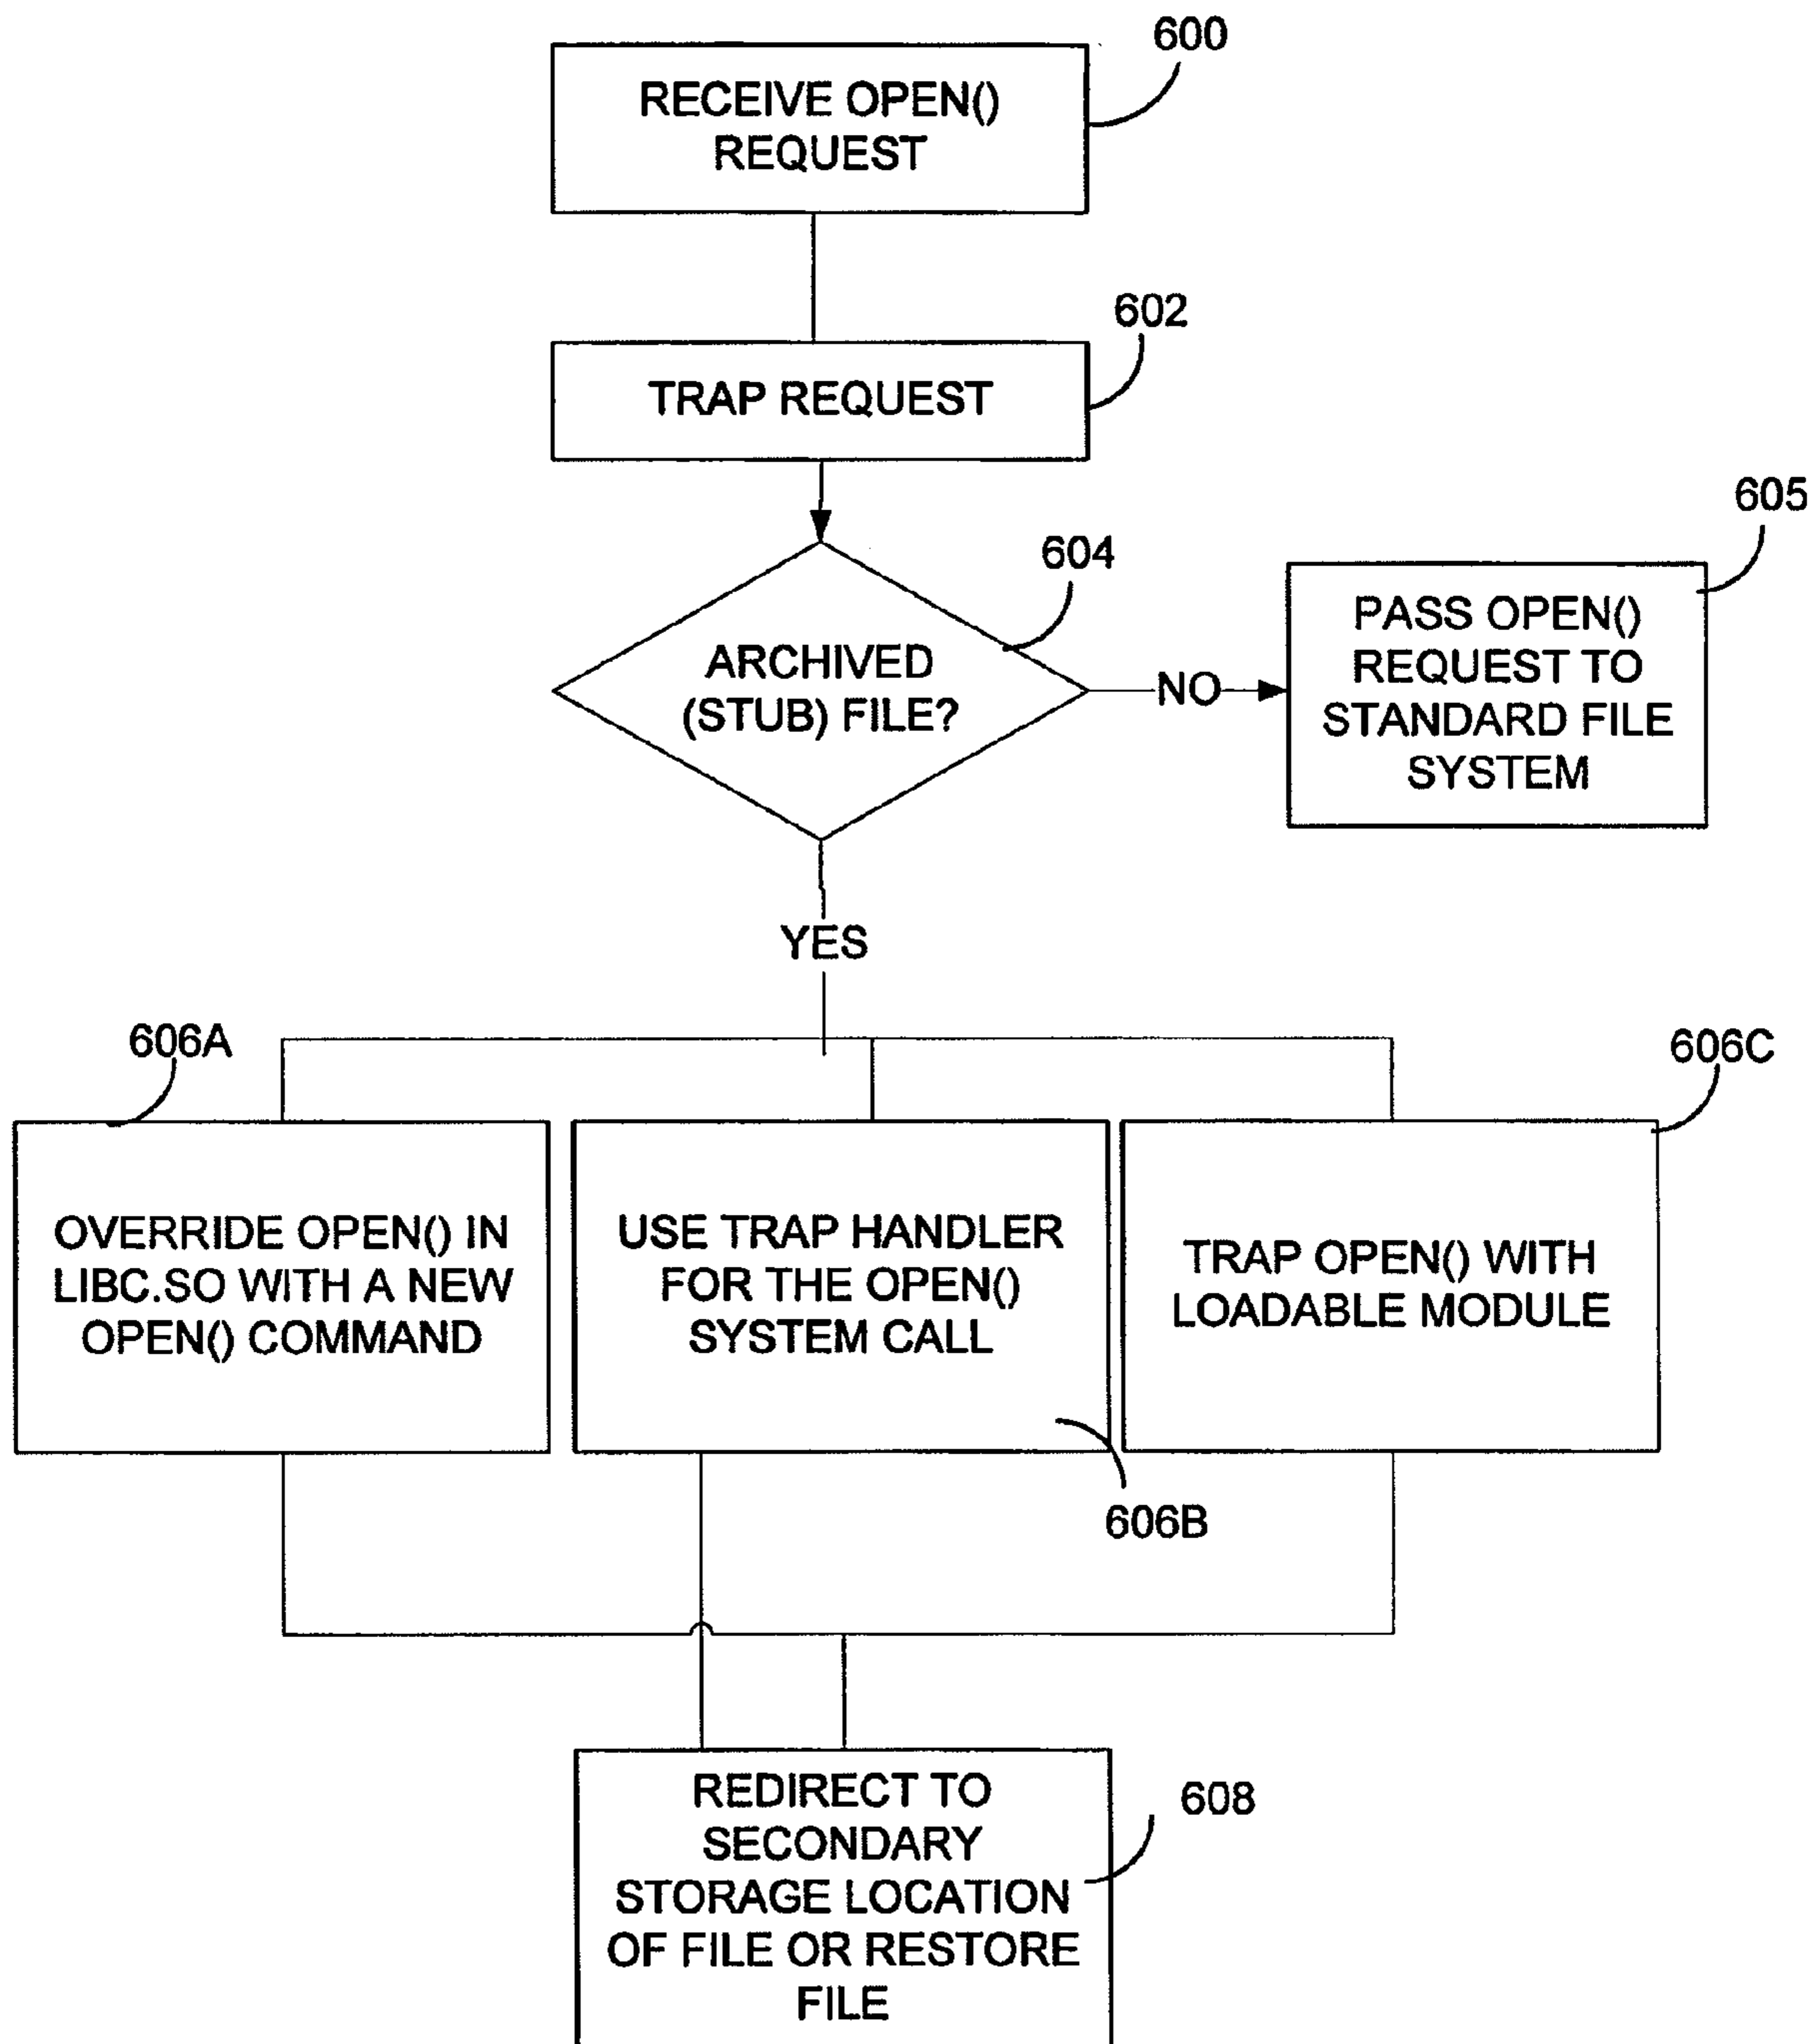 600
RECEIVE OPEN()
REQUEST
602
TRAP REQUEST
604
605
ARCHIVED
(STUB) FILE?
NO
PASS OPEN()
REQUEST TO
STANDARD FILE
SYSTEM
YES
606A
606C
OVERRIDE OPEN() IN
LIBC.SO WITH A NEW
OPEN() COMMAND
USE TRAP HANDLER
FOR THE OPEN()
SYSTEM CALL
TRAP OPEN() WITH
LOADABLE MODULE
606B
608
REDIRECT TO
SECONDARY
STORAGE LOCATION
OF FILE OR RESTORE
FILE